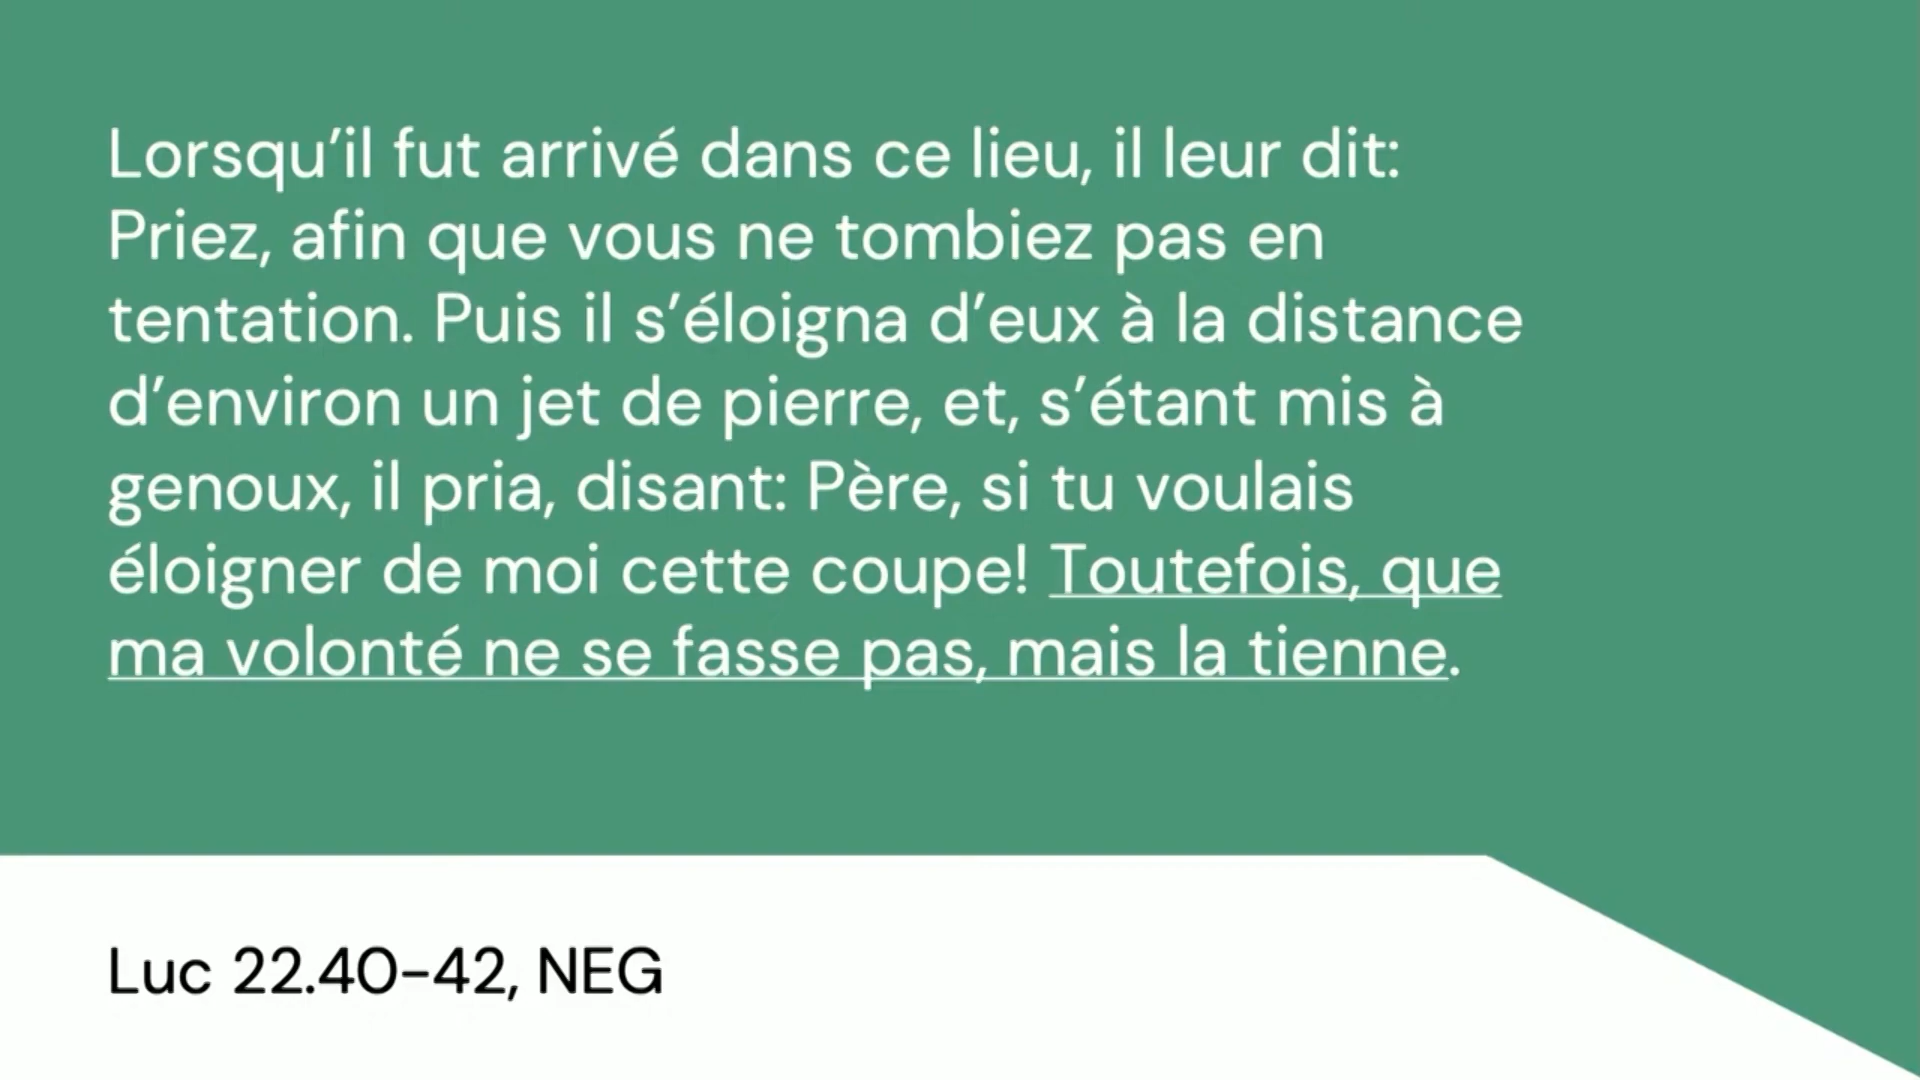 Lorsqu’il fut arrivé dans ce lieu, il leur dit:
Priez, afin que vous ne tombiez pas en
tentation. Puis il s’éloigna d’eux à la distance
d’environ un jet de pierre, et, s’étant mis à
genoux, il pria, disant: Père, si tu voulais
éloigner de moi cette coupe! Toutefois, que
ma volonté ne se fasse pas, mais la tienne.
Luc 22.40-42, NEG